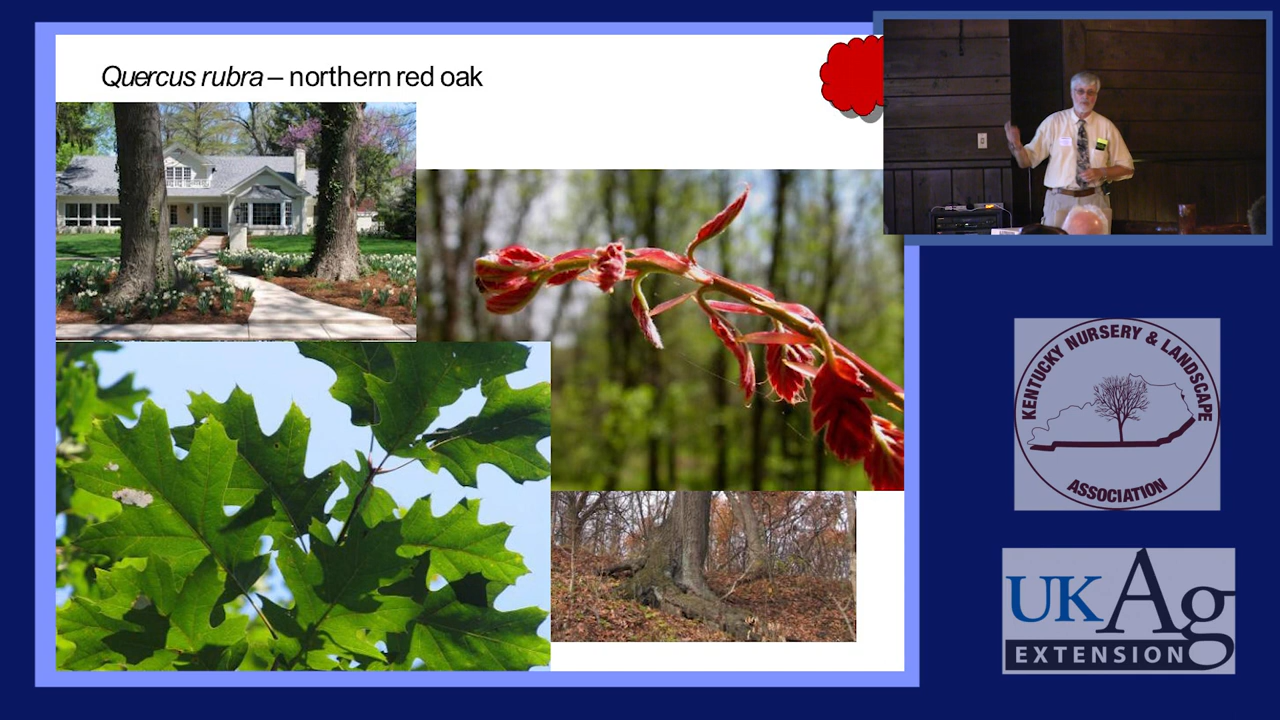 Quercus rubra – northern red oak
KENTUCKY NURSERY & LANDSCAPE
ASSOCIATION
UKAg
EXTENSION